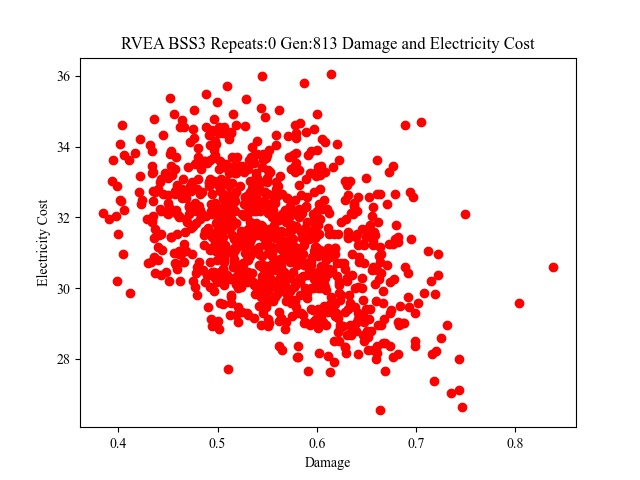 RVEA BSS3 Repeats:0 Gen:813 Damage and Electricity Cost
36
34
32
30
28
Electricity Cost
0.4 0.5 0.6 0.7 0.8
Damage